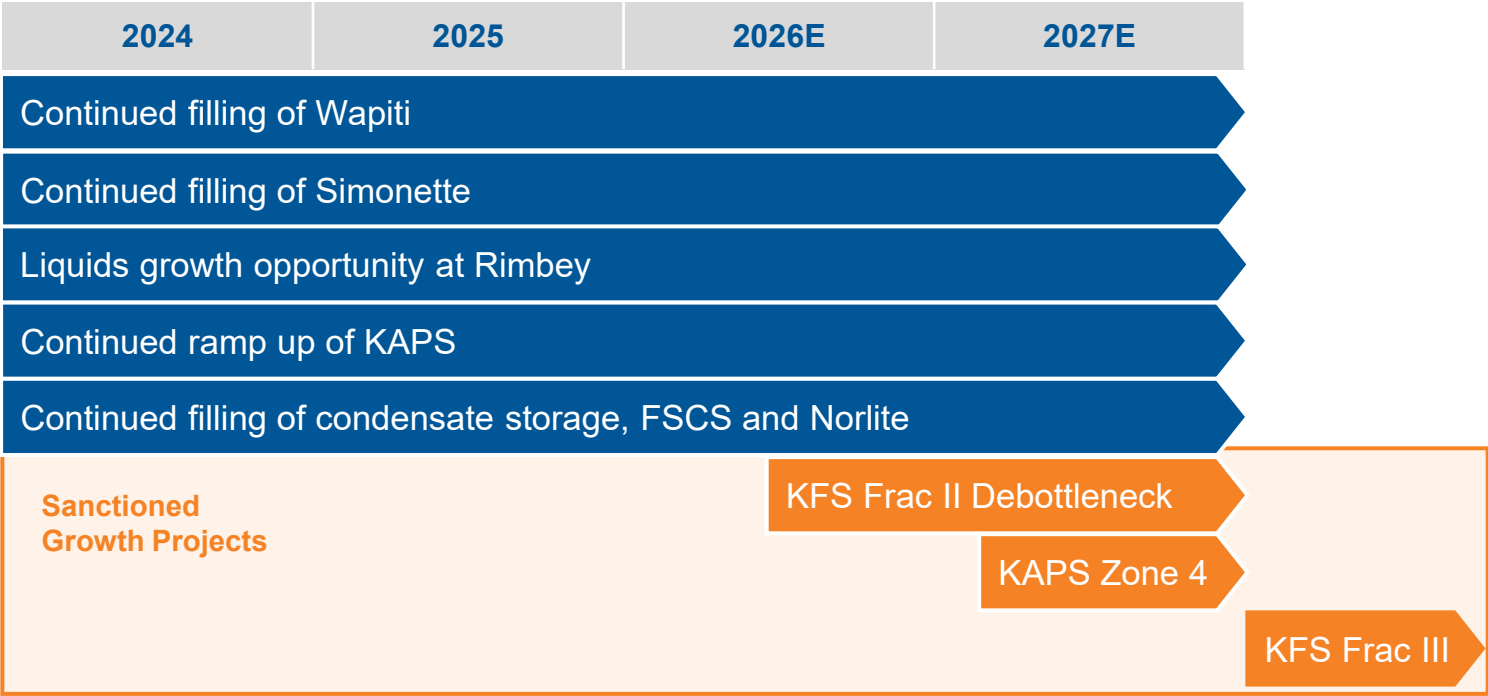 2024 2025 2026E 2027E
Continued filling of Wapiti
Continued filling of Simonette
Liquids growth opportunity at Rimbey
Continued ramp up of KAPS
Continued filling of condensate storage, FSCS and Norlite
Sanctioned
Growth Projects
KFS Frac II Debottleneck
KAPS Zone 4
KFS Frac III